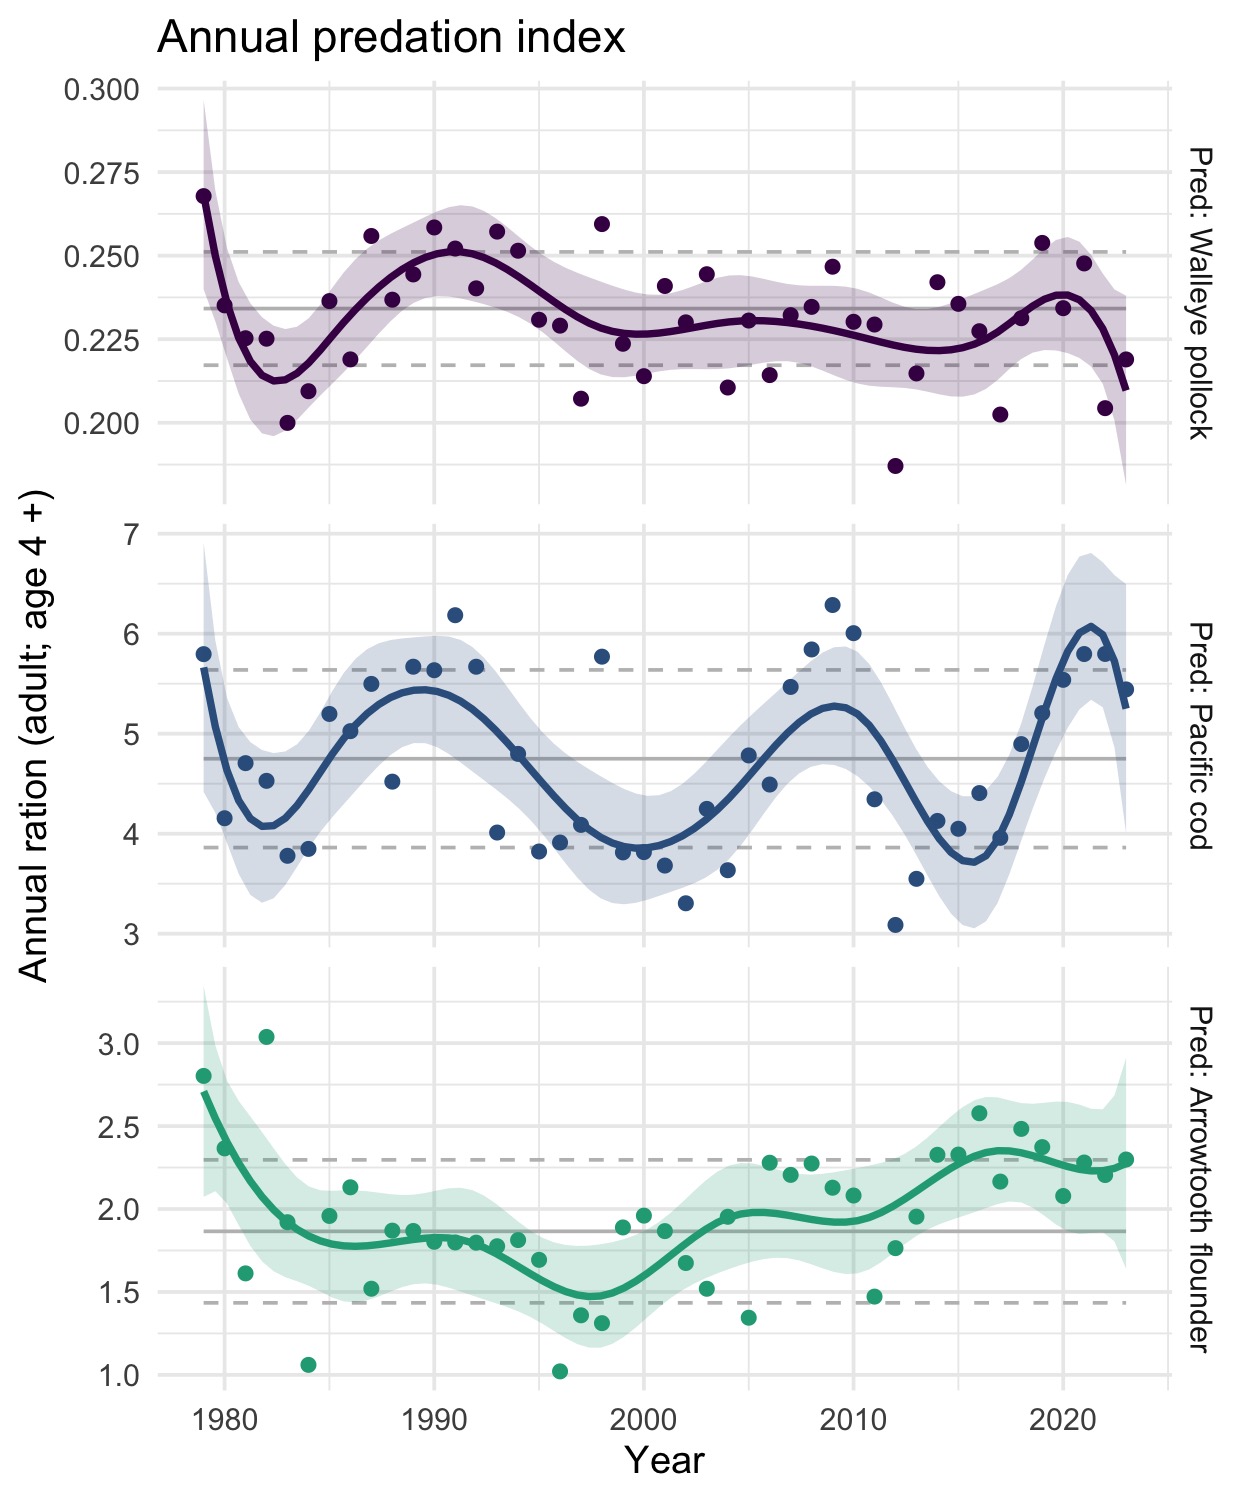 Annual predation index
Annual ration (adult; age 4 +)
0.300
0.275
0.250
0.225
0.200
Pred: Walleye pollock
7
6
5
4
3
Pred: Pacific cod
3.0
2.5
2.0
1.5
1.0
Pred: Arrowtooth flounder
1980 1990 2000 2010 2020
Year